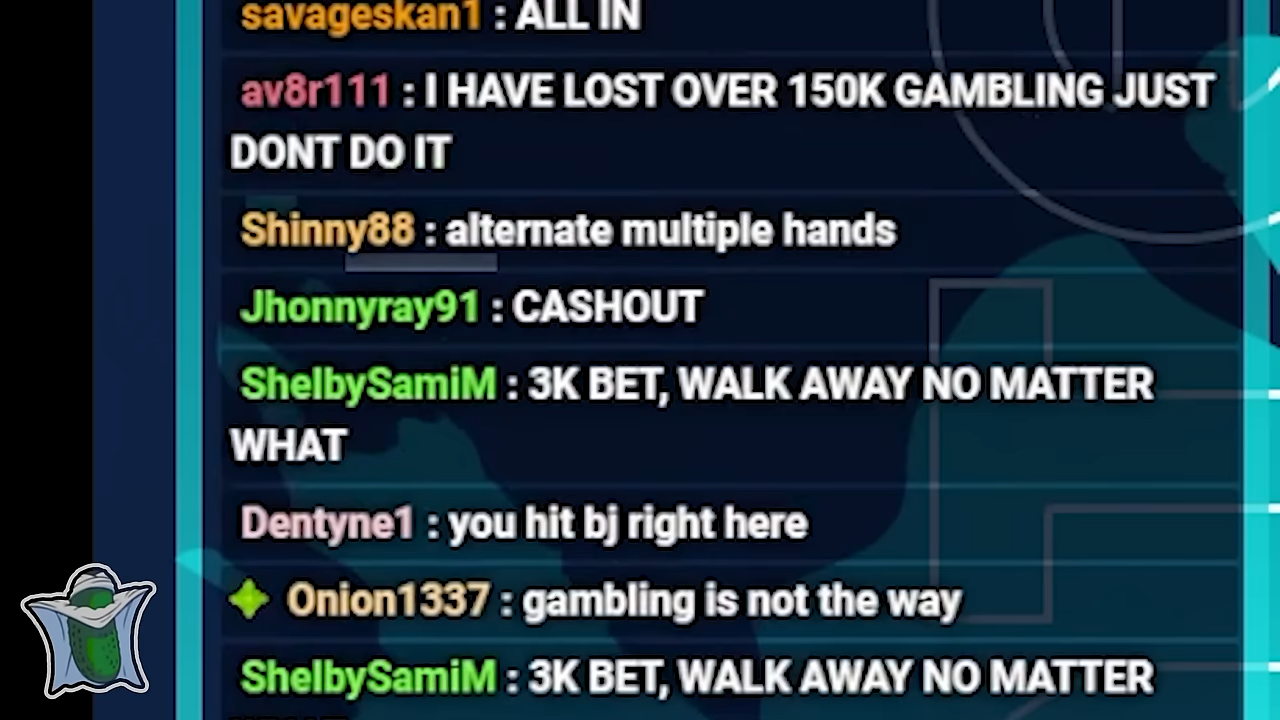 savageskan1 : ALL IN
av8r111 : I HAVE LOST OVER 150K GAMBLING JUST
DONT DO IT
Shinny88 : alternate multiple hands
Jhonnyray91 : CASHOUT
ShelbySamiM : 3K BET, WALK AWAY NO MATTER
WHAT
Dentyne1 : you hit bj right here
Onion1337 : gambling is not the way
ShelbySamiM : 3K BET, WALK AWAY NO MATTER